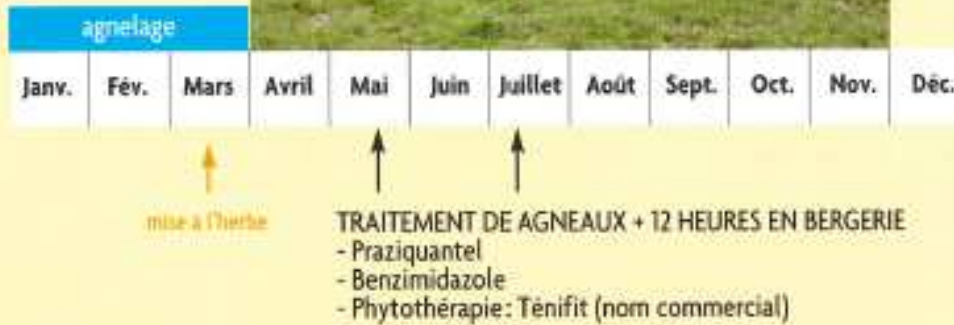 agnelage
Janv. Fév. Mars Avril Mai Juin Juillet Août Sept. Oct. Nov. Déc.
mise à l'herbe
TRAITEMENT DE AGNEAUX + 12 HEURES EN BERGERIE
- Praziquantel
- Benzimidazole
- Phytothérapie : Ténifit (nom commercial)